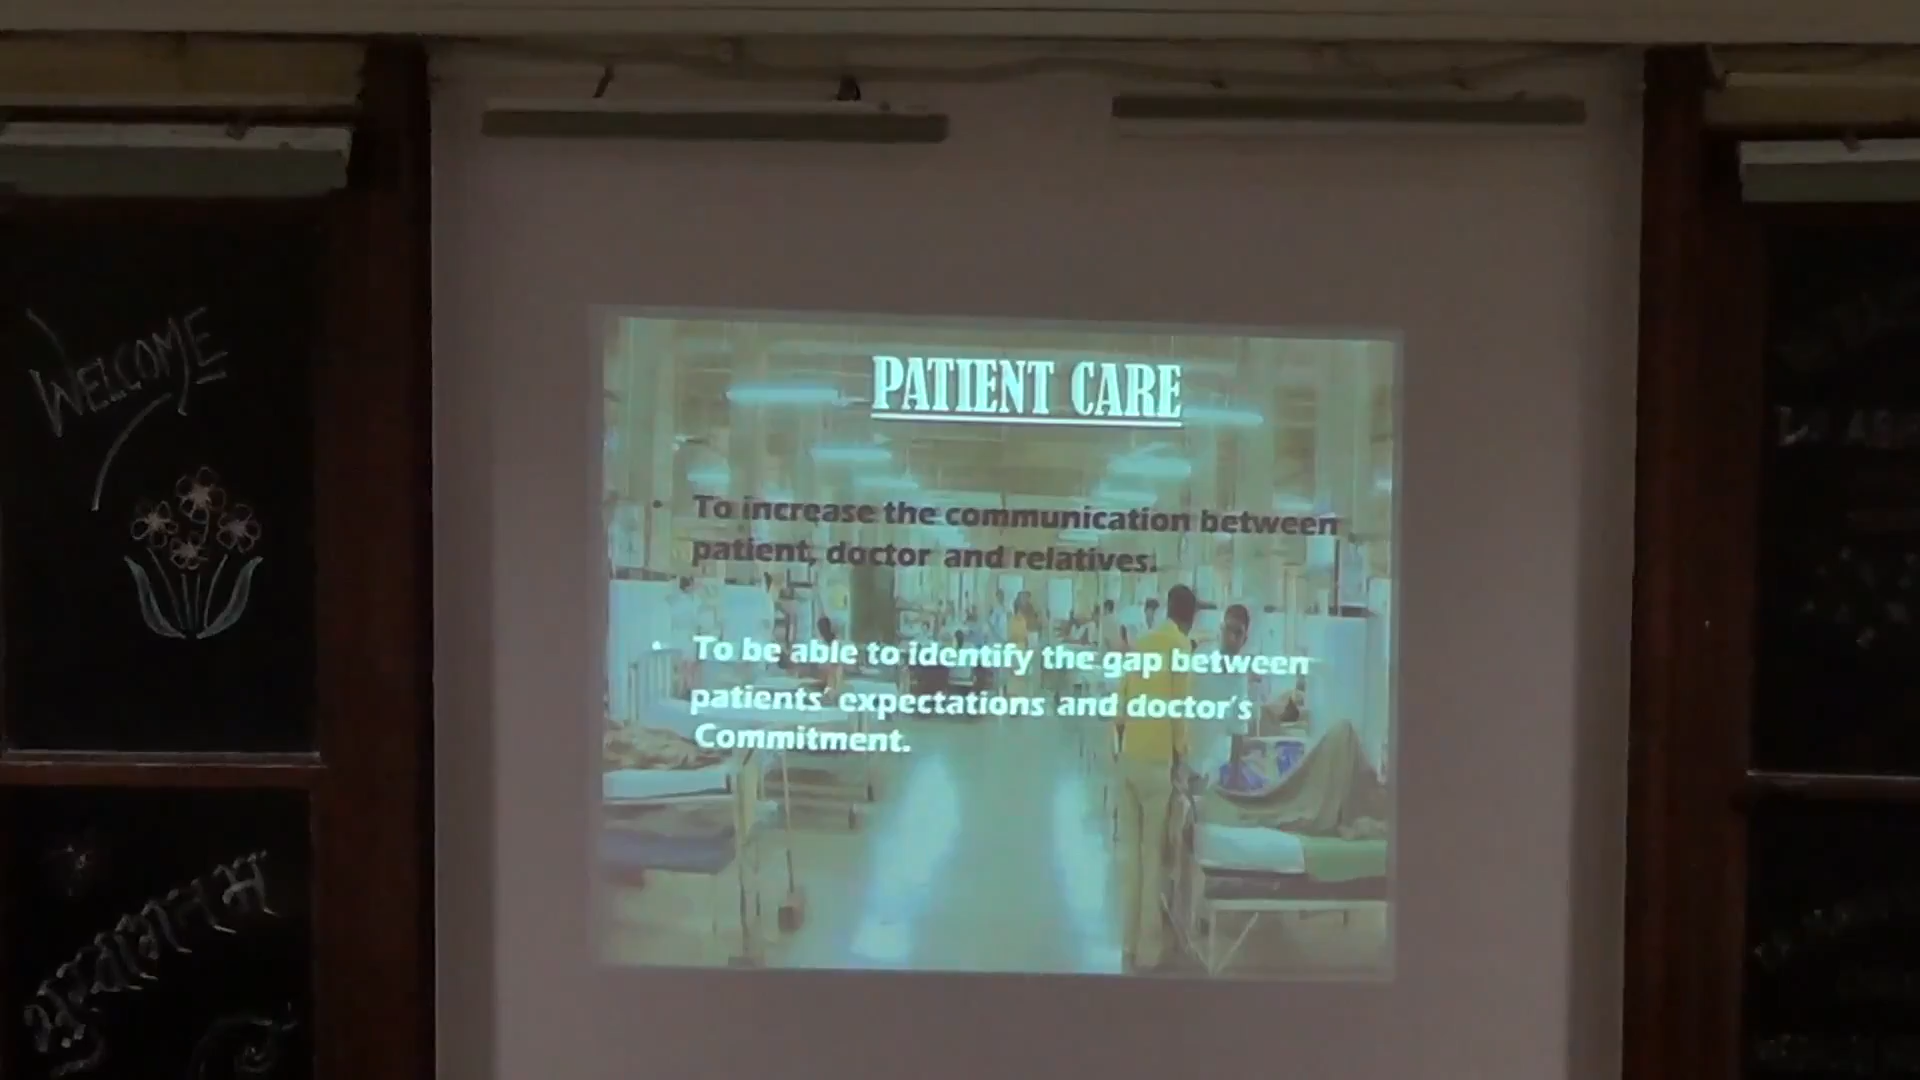 WELCOME
सुस्वागतम
PATIENT CARE
• To increase the communication between
patient, doctor and relatives.
• To be able to identify the gap between
patients' expectations and doctor's
Commitment.